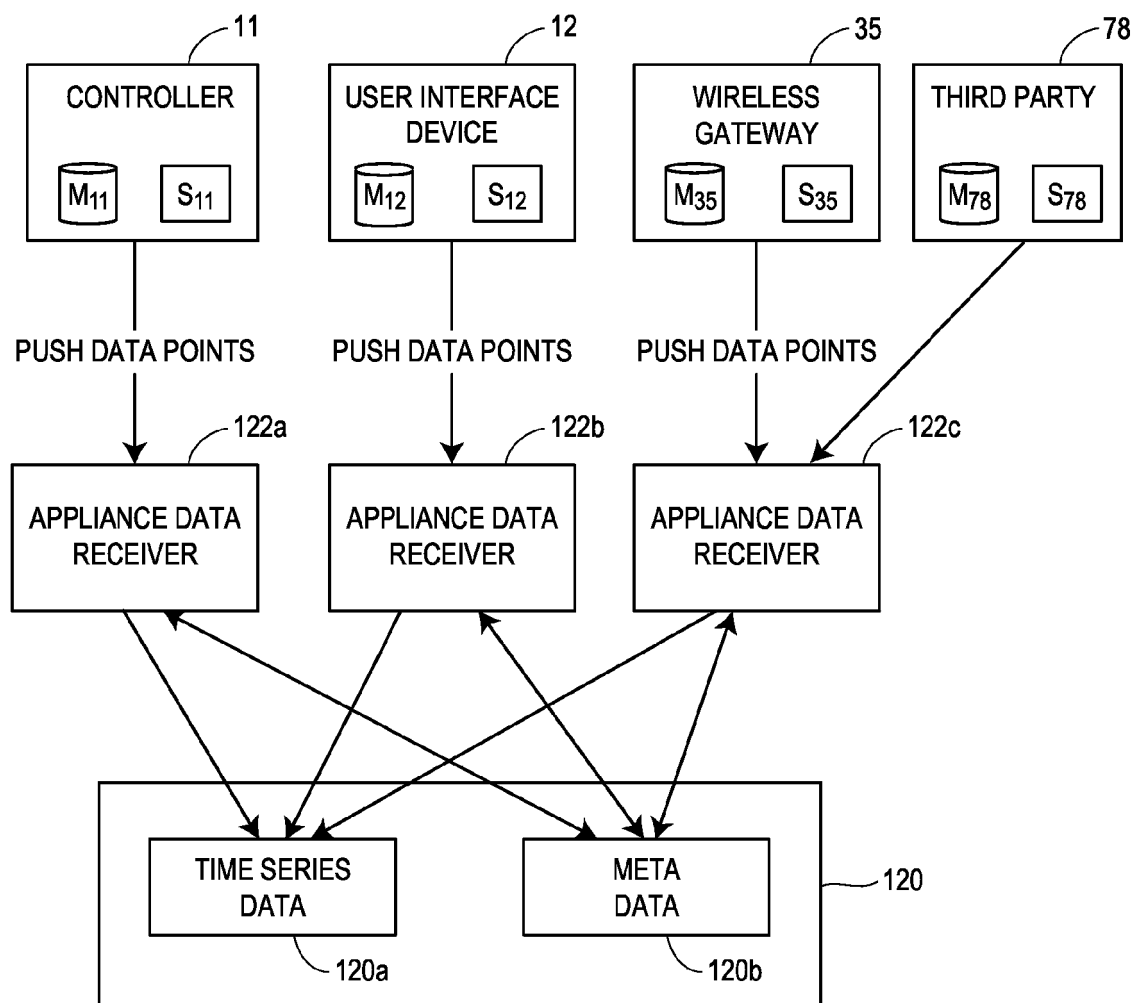 11
12
35
78
CONTROLLER
M11
S11
USER INTERFACE
DEVICE
M12
S12
WIRELESS
GATEWAY
M35
S35
THIRD PARTY
M78
S78
PUSH DATA POINTS
PUSH DATA POINTS
PUSH DATA POINTS
122a
122b
122c
APPLIANCE DATA
RECEIVER
APPLIANCE DATA
RECEIVER
APPLIANCE DATA
RECEIVER
TIME SERIES
DATA
META
DATA
120
120a
120b